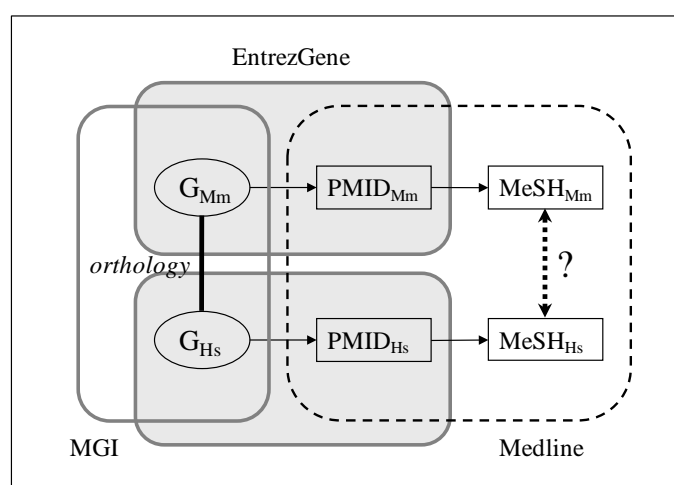 EntrezGene
G_Mm PMID_Mm MeSH_Mm
orthology
?
G_Hs PMID_Hs MeSH_Hs
MGI Medline